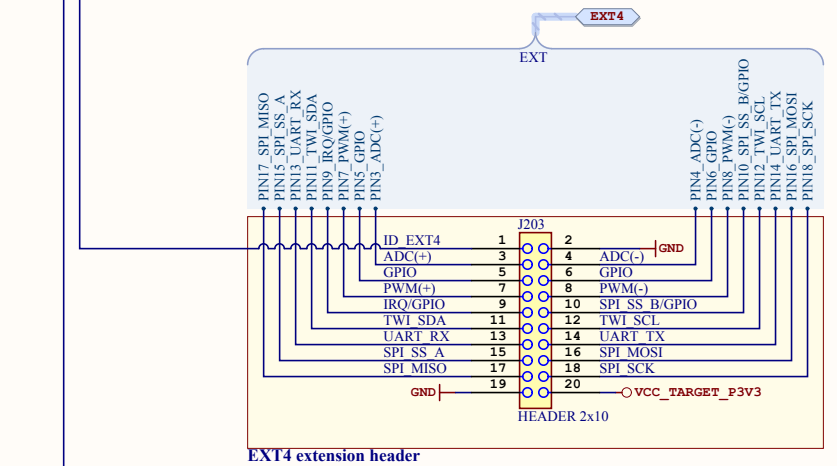 EXT4
EXT
PIN17_SPI_MISO
PIN15_SPI_SS_A
PIN13_UART_RX
PIN11_TWI_SDA
PIN9_IRQ/GPIO
PIN7_PWM(+)
PIN5_GPIO
PIN3_ADC(+)
PIN4_ADC(-)
PIN6_GPIO
PIN8_PWM(-)
PIN10_SPI_SS_B/GPIO
PIN12_TWI_SCL
PIN14_UART_TX
PIN16_SPI_MOSI
PIN18_SPI_SCK
J203
ID_EXT4 1 2 GND
ADC(+) 3 4 ADC(-)
GPIO 5 6 GPIO
PWM(+) 7 8 PWM(-)
IRQ/GPIO 9 10 SPI_SS_B/GPIO
TWI_SDA 11 12 TWI_SCL
UART_RX 13 14 UART_TX
SPI_SS_A 15 16 SPI_MOSI
SPI_MISO 17 18 SPI_SCK
GND 19 20 VCC_TARGET_P3V3
HEADER 2x10
EXT4 extension header